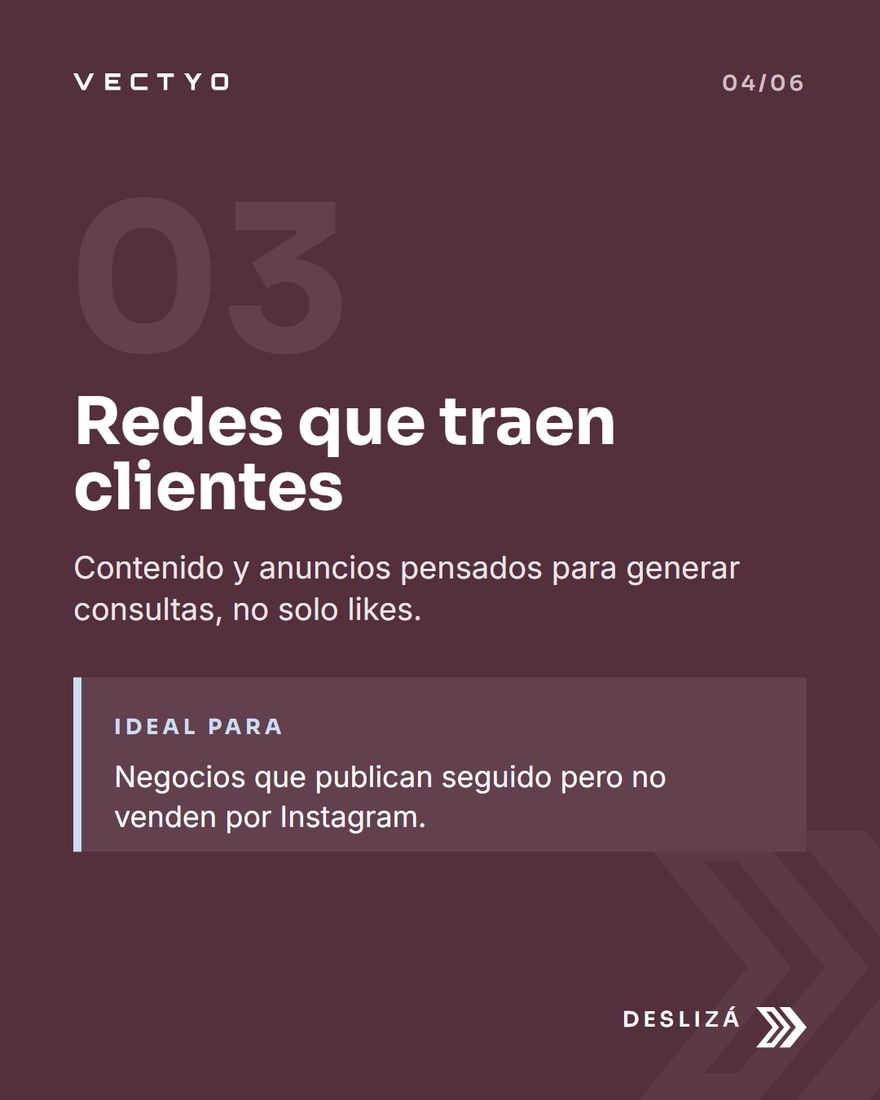 VECTYO
04/06
03
Redes que traen
clientes
Contenido y anuncios pensados para generar
consultas, no solo likes.
IDEAL PARA
Negocios que publican seguido pero no
venden por Instagram.
DESLIZÁ